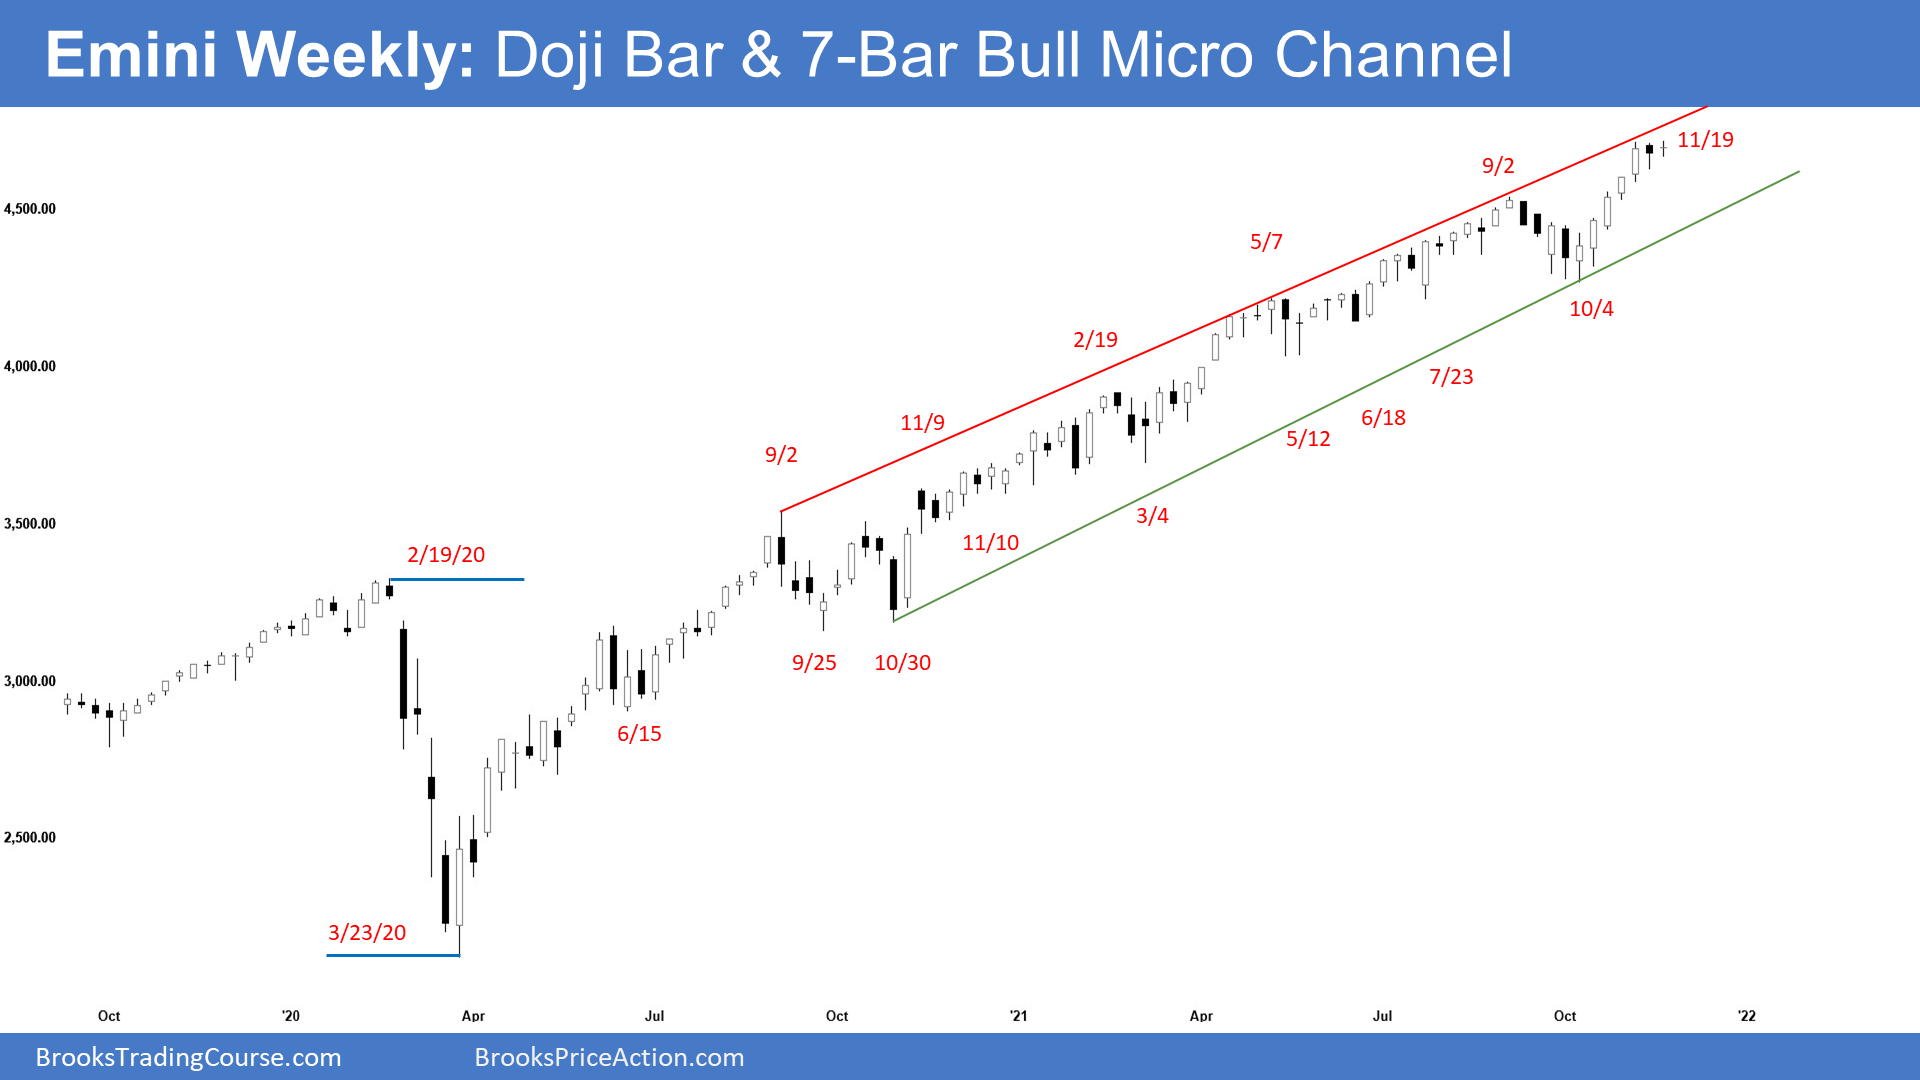 Emini Weekly: Doji Bar & 7-Bar Bull Micro Channel
11/19
9/2
4,500.00
5/7
10/4
2/19
4,000.00
7/23
6/18
11/9
5/12
9/2
3,500.00
3/4
11/10
2/19/20
9/25
10/30
3,000.00
6/15
2,500.00
3/23/20
Oct
'20
Apr
Jul
Oct
'21
Apr
Jul
Oct
'22
BrooksTradingCourse.com
BrooksPriceAction.com